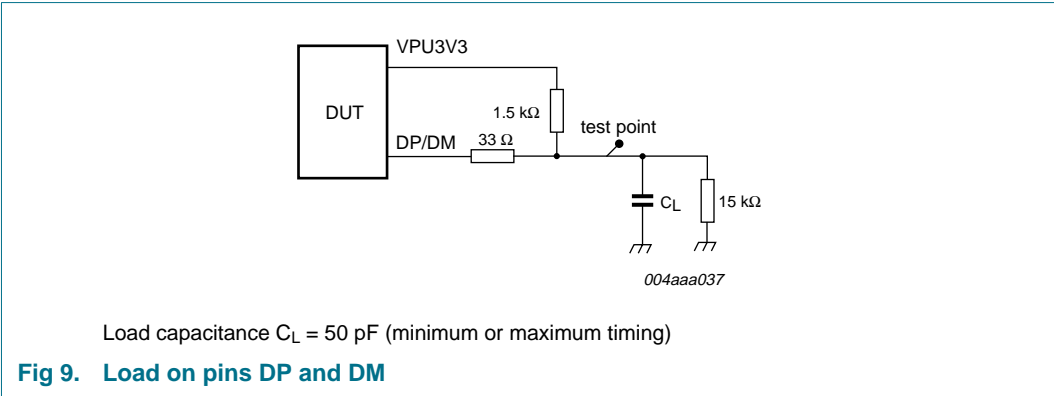 VPU3V3
DUT
1.5 kΩ
test point
DP/DM
33 Ω
CL
15 kΩ
004aaa037
Load capacitance CL = 50 pF (minimum or maximum timing)
Fig 9. Load on pins DP and DM